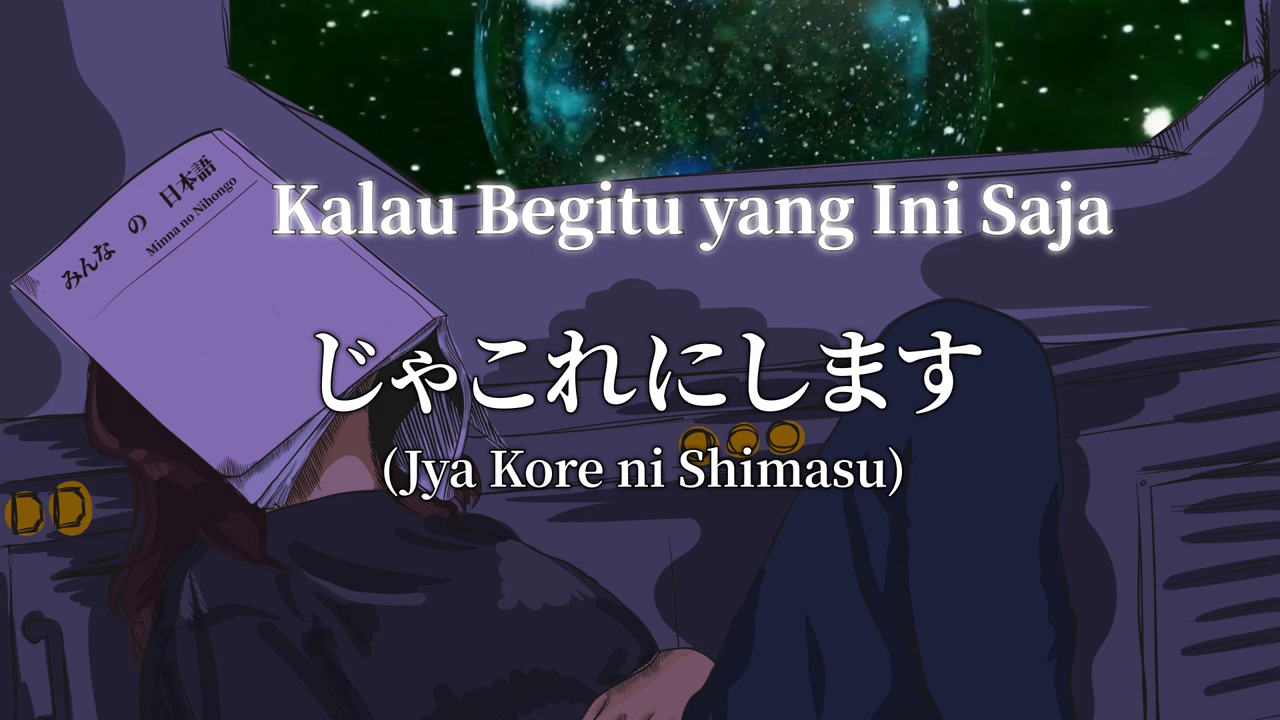 みんな の 日本語
Minna no Nihongo
Kalau Begitu yang Ini Saja
じゃこれにします
(Jya Kore ni Shimasu)